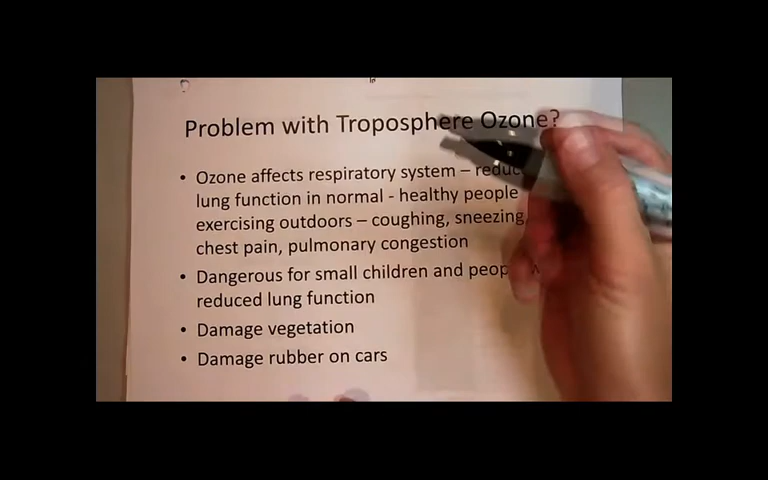 Problem with Troposphere Ozone?
• Ozone affects respiratory system – reduc
lung function in normal - healthy people
exercising outdoors – coughing, sneezing,
chest pain, pulmonary congestion
• Dangerous for small children and peop
reduced lung function
• Damage vegetation
• Damage rubber on cars